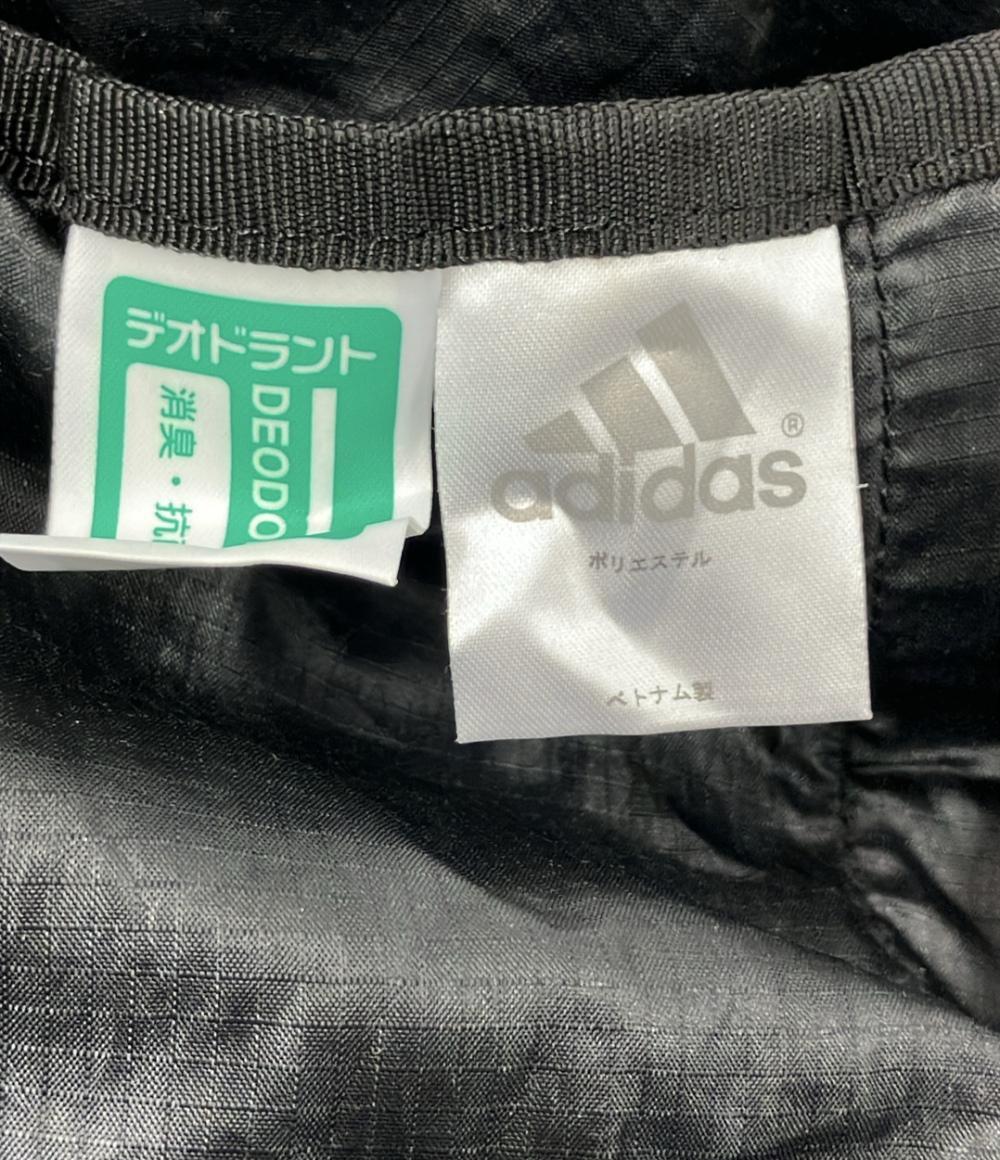 デオドラント
DEODO
消臭・抗
adidas®
ポリエステル
ベトナム製